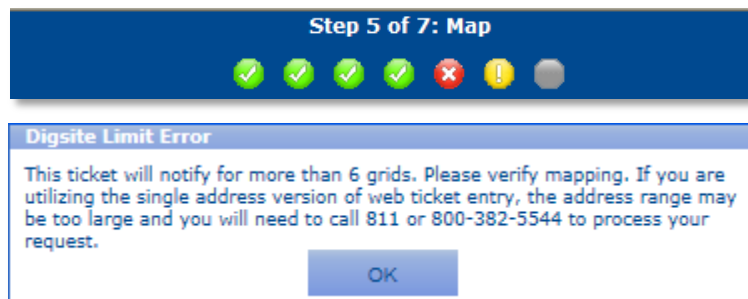 Step 5 of 7: Map
Digsite Limit Error
This ticket will notify for more than 6 grids. Please verify mapping. If you are
utilizing the single address version of web ticket entry, the address range may
be too large and you will need to call 811 or 800-382-5544 to process your
request.
OK